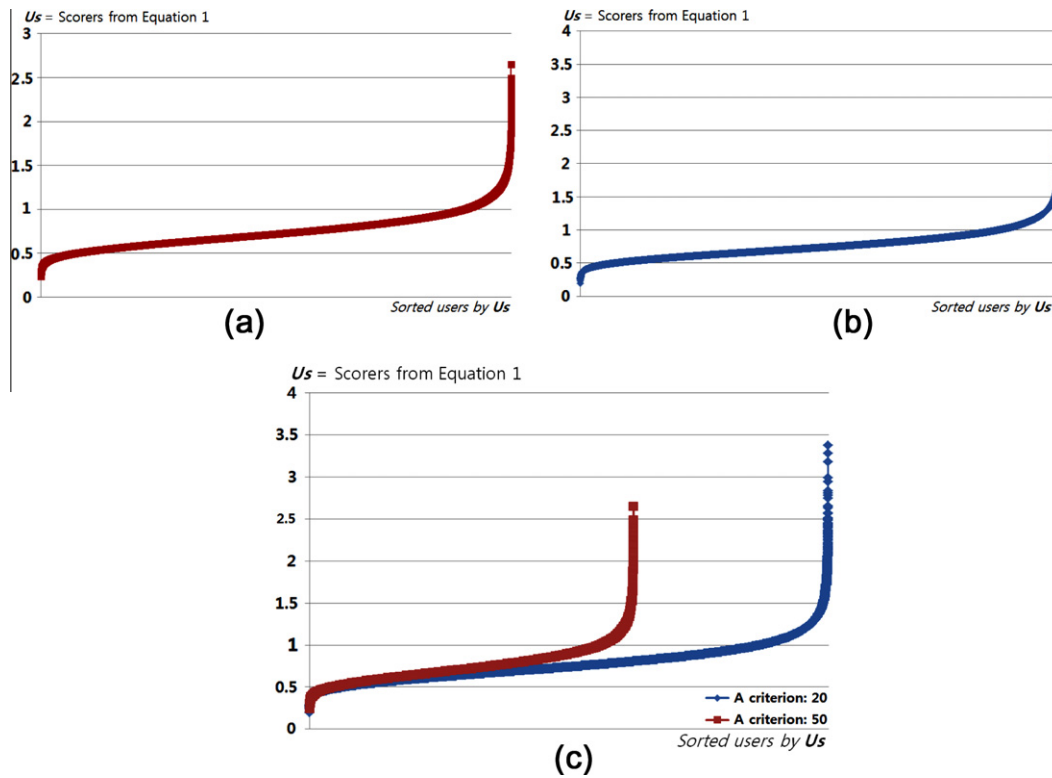 Us = Scorers from Equation 1
3
2.5
2
1.5
1
0.5
0
Sorted users by Us
(a)
Us = Scorers from Equation 1
4
3.5
3
2.5
2
1.5
1
0.5
0
Sorted users by Us
(b)
Us = Scorers from Equation 1
4
3.5
3
2.5
2
1.5
1
0.5
0
A criterion: 20
A criterion: 50
Sorted users by Us
(c)